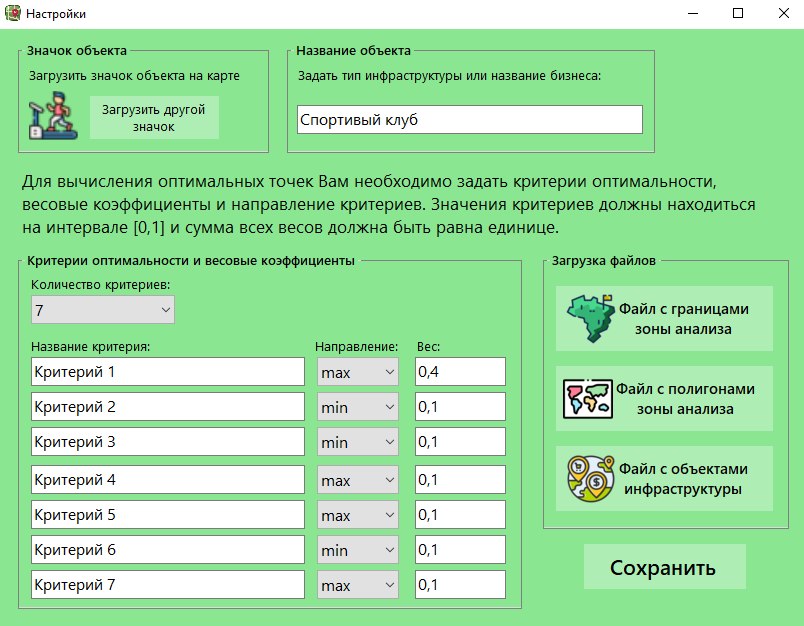 Настройки
Значок объекта
Загрузить значок объекта на карте
Загрузить другой
значок
Название объекта
Задать тип инфраструктуры или название бизнеса:
Спортивый клуб
Для вычисления оптимальных точек Вам необходимо задать критерии оптимальности,
весовые коэффициенты и направление критериев. Значения критериев должны находиться
на интервале [0,1] и сумма всех весов должна быть равна единице.
Критерии оптимальности и весовые коэффициенты
Количество критериев:
7
Название критерия: Направление: Вес:
Критерий 1 max 0,4
Критерий 2 min 0,1
Критерий 3 min 0,1
Критерий 4 max 0,1
Критерий 5 max 0,1
Критерий 6 min 0,1
Критерий 7 max 0,1
Загрузка файлов
Файл с границами
зоны анализа
Файл с полигонами
зоны анализа
Файл с объектами
инфраструктуры
Сохранить